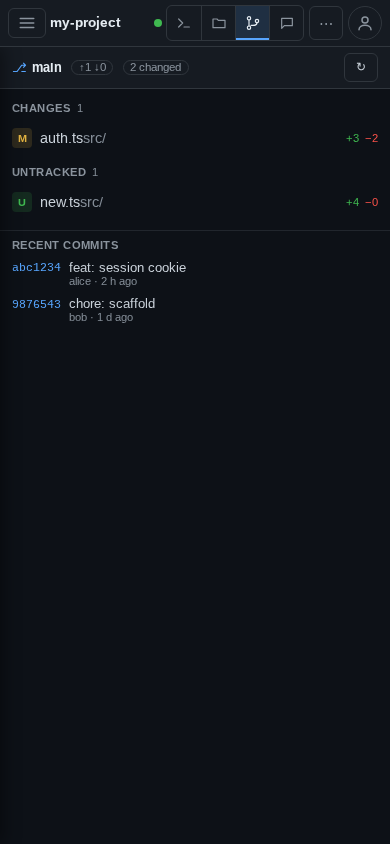 my-project
main ↑1 ↓0 2 changed
CHANGES 1
M auth.ts src/ +3 −2
UNTRACKED 1
U new.ts src/ +4 −0
RECENT COMMITS
abc1234 feat: session cookie
alice · 2 h ago
9876543 chore: scaffold
bob · 1 d ago